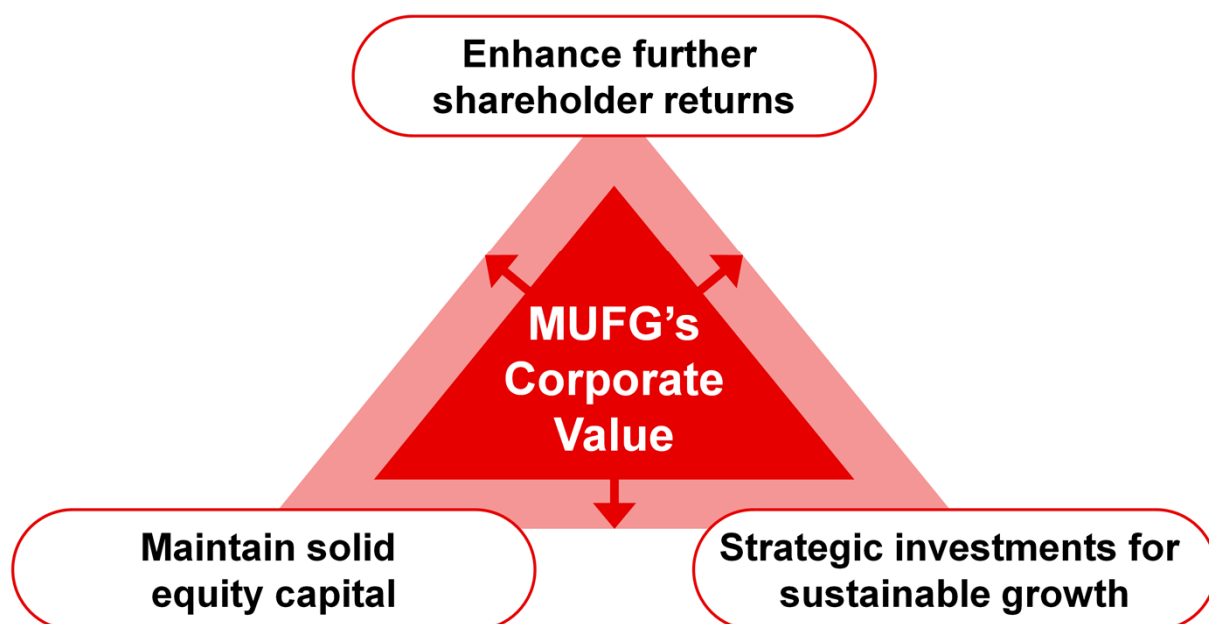 Enhance further
shareholder returns
MUFG’s
Corporate
Value
Maintain solid
equity capital
Strategic investments for
sustainable growth